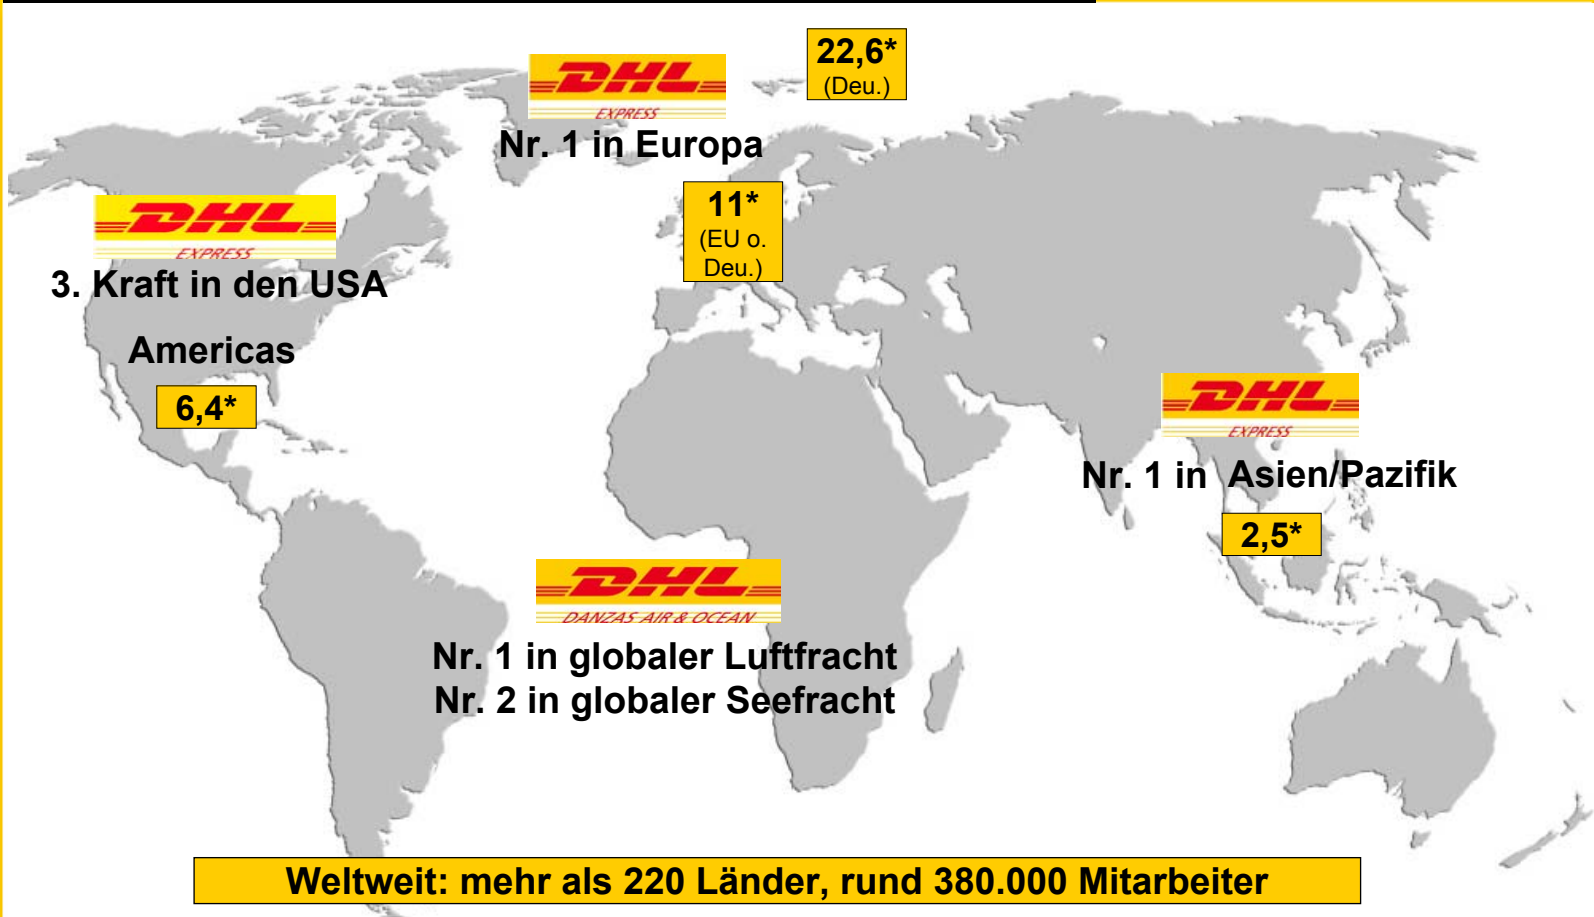 22,6*
(Deu.)
DHL
EXPRESS
Nr. 1 in Europa
11*
(EU o.
Deu.)
DHL
EXPRESS
3. Kraft in den USA
Americas
6,4*
DHL
EXPRESS
Nr. 1 in Asien/Pazifik
2,5*
DHL
DANZAS AIR & OCEAN
Nr. 1 in globaler Luftfracht
Nr. 2 in globaler Seefracht
Weltweit: mehr als 220 Länder, rund 380.000 Mitarbeiter